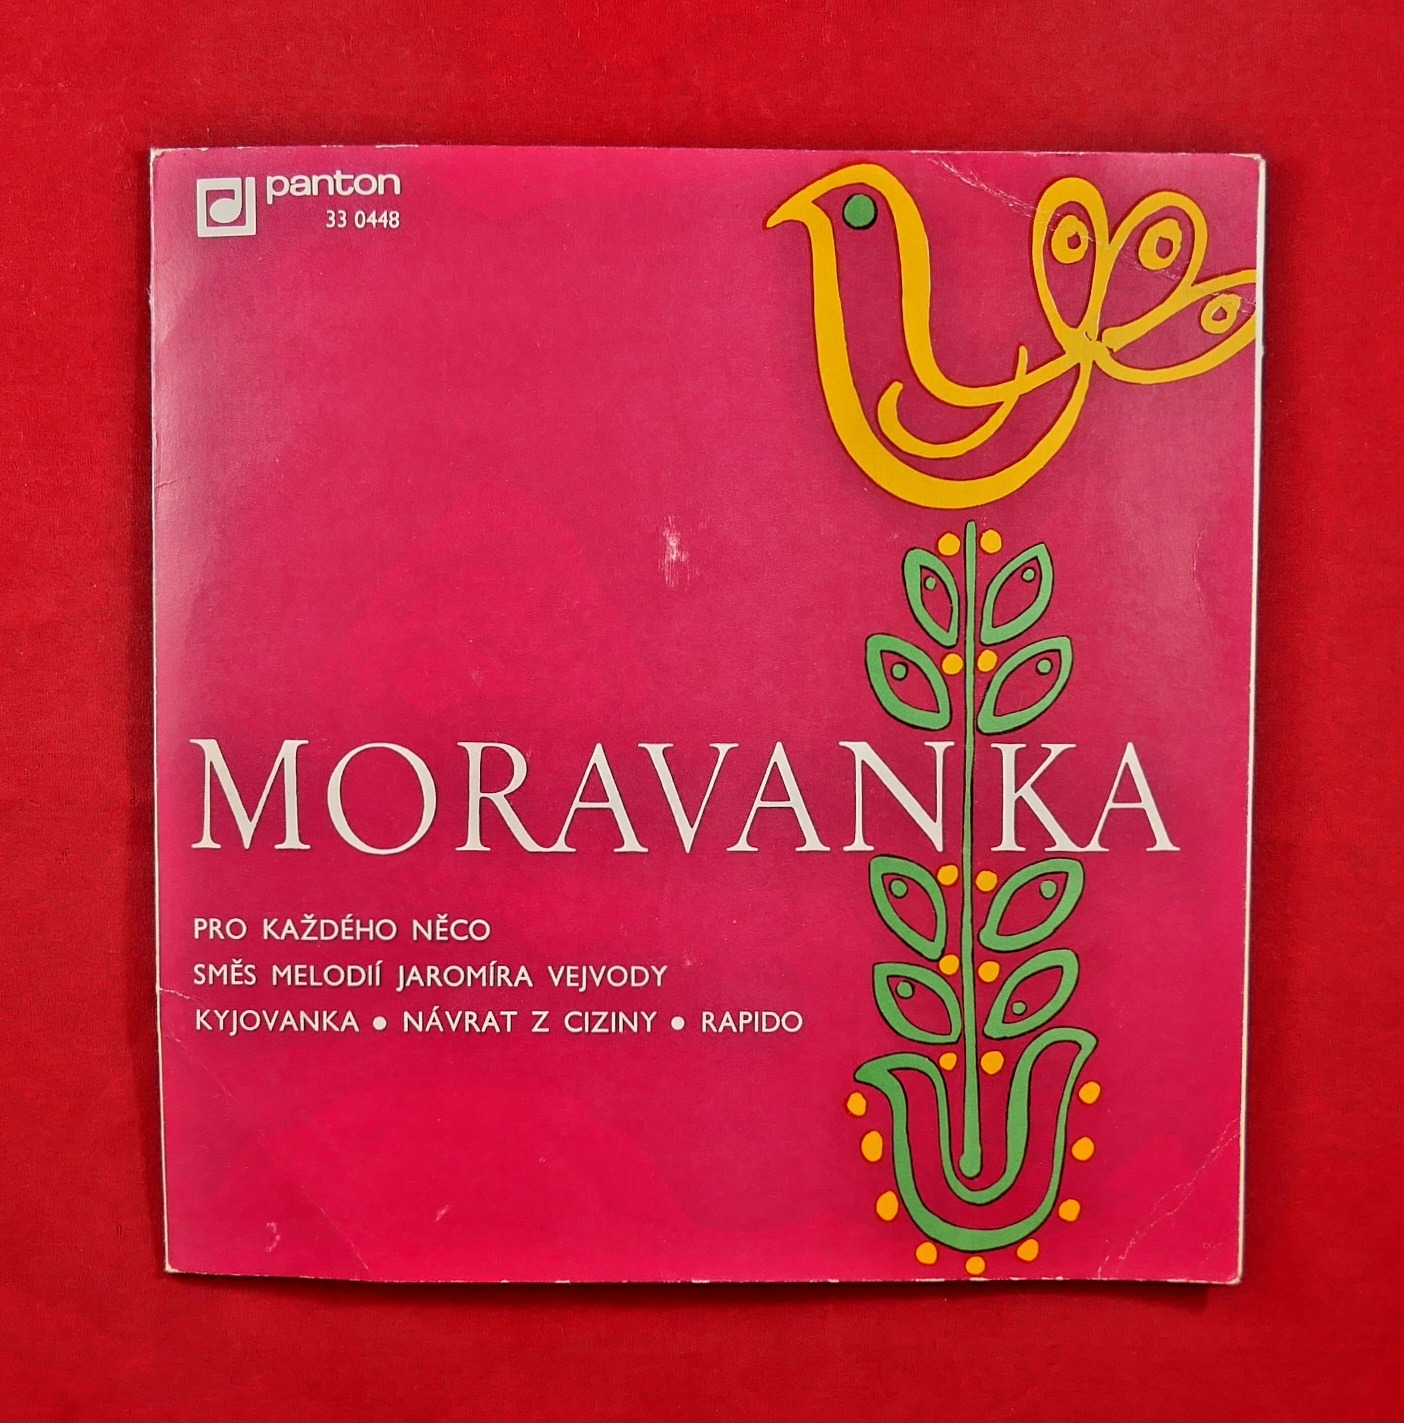 panton
33 0448
MORAVANKA
PRO KAŽDÉHO NĚCO
SMĚS MELODIÍ JAROMÍRA VEJVODY
KYJOVANKA ● NÁVRAT Z CIZINY ● RAPIDO